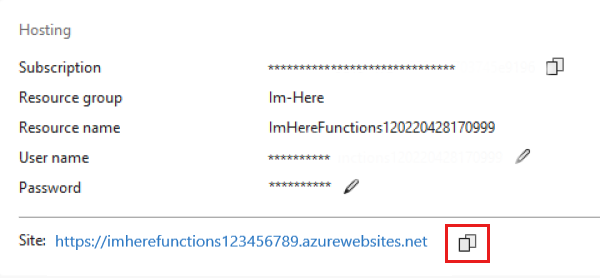 Hosting
Subscription ******************************
Resource group Im-Here
Resource name ImHereFunctions120220428170999
User name **********
Password **********
Site: https://imherefunctions123456789.azurewebsites.net